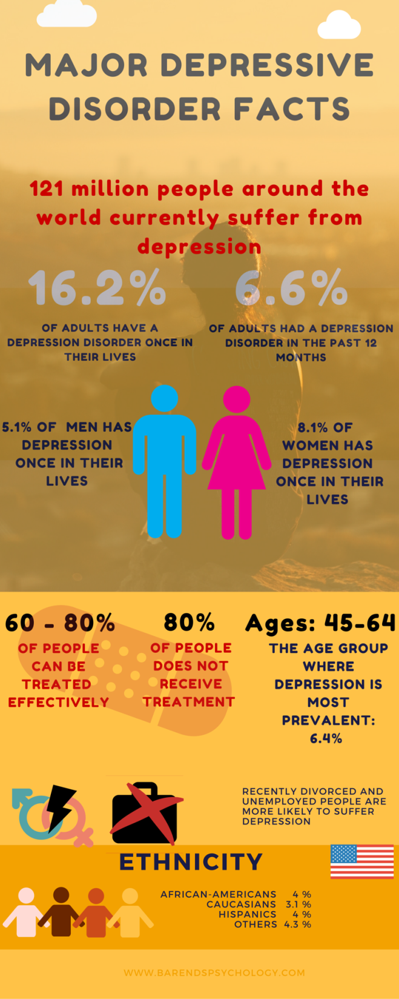 MAJOR DEPRESSIVE
DISORDER FACTS
121 million people around the
world currently suffer from
depression
16.2%
OF ADULTS HAVE A
DEPRESSION DISORDER ONCE IN
THEIR LIVES
6.6%
OF ADULTS HAD A DEPRESSION
DISORDER IN THE PAST 12
MONTHS
5.1% OF MEN HAS
DEPRESSION
ONCE IN THEIR
LIVES
8.1% OF
WOMEN HAS
DEPRESSION
ONCE IN THEIR
LIVES
60 - 80%
OF PEOPLE
CAN BE
TREATED
EFFECTIVELY
80%
OF PEOPLE
DOES NOT
RECEIVE
TREATMENT
Ages: 45-64
THE AGE GROUP
WHERE
DEPRESSION IS
MOST
PREVALENT:
6.4%
RECENTLY DIVORCED AND
UNEMPLOYED PEOPLE ARE
MORE LIKELY TO SUFFER
DEPRESSION
ETHNICITY
AFRICAN-AMERICANS 4 %
CAUCASIANS 3.1 %
HISPANICS 4 %
OTHERS 4.3 %
WWW.BARENDSPSYCHOLOGY.COM